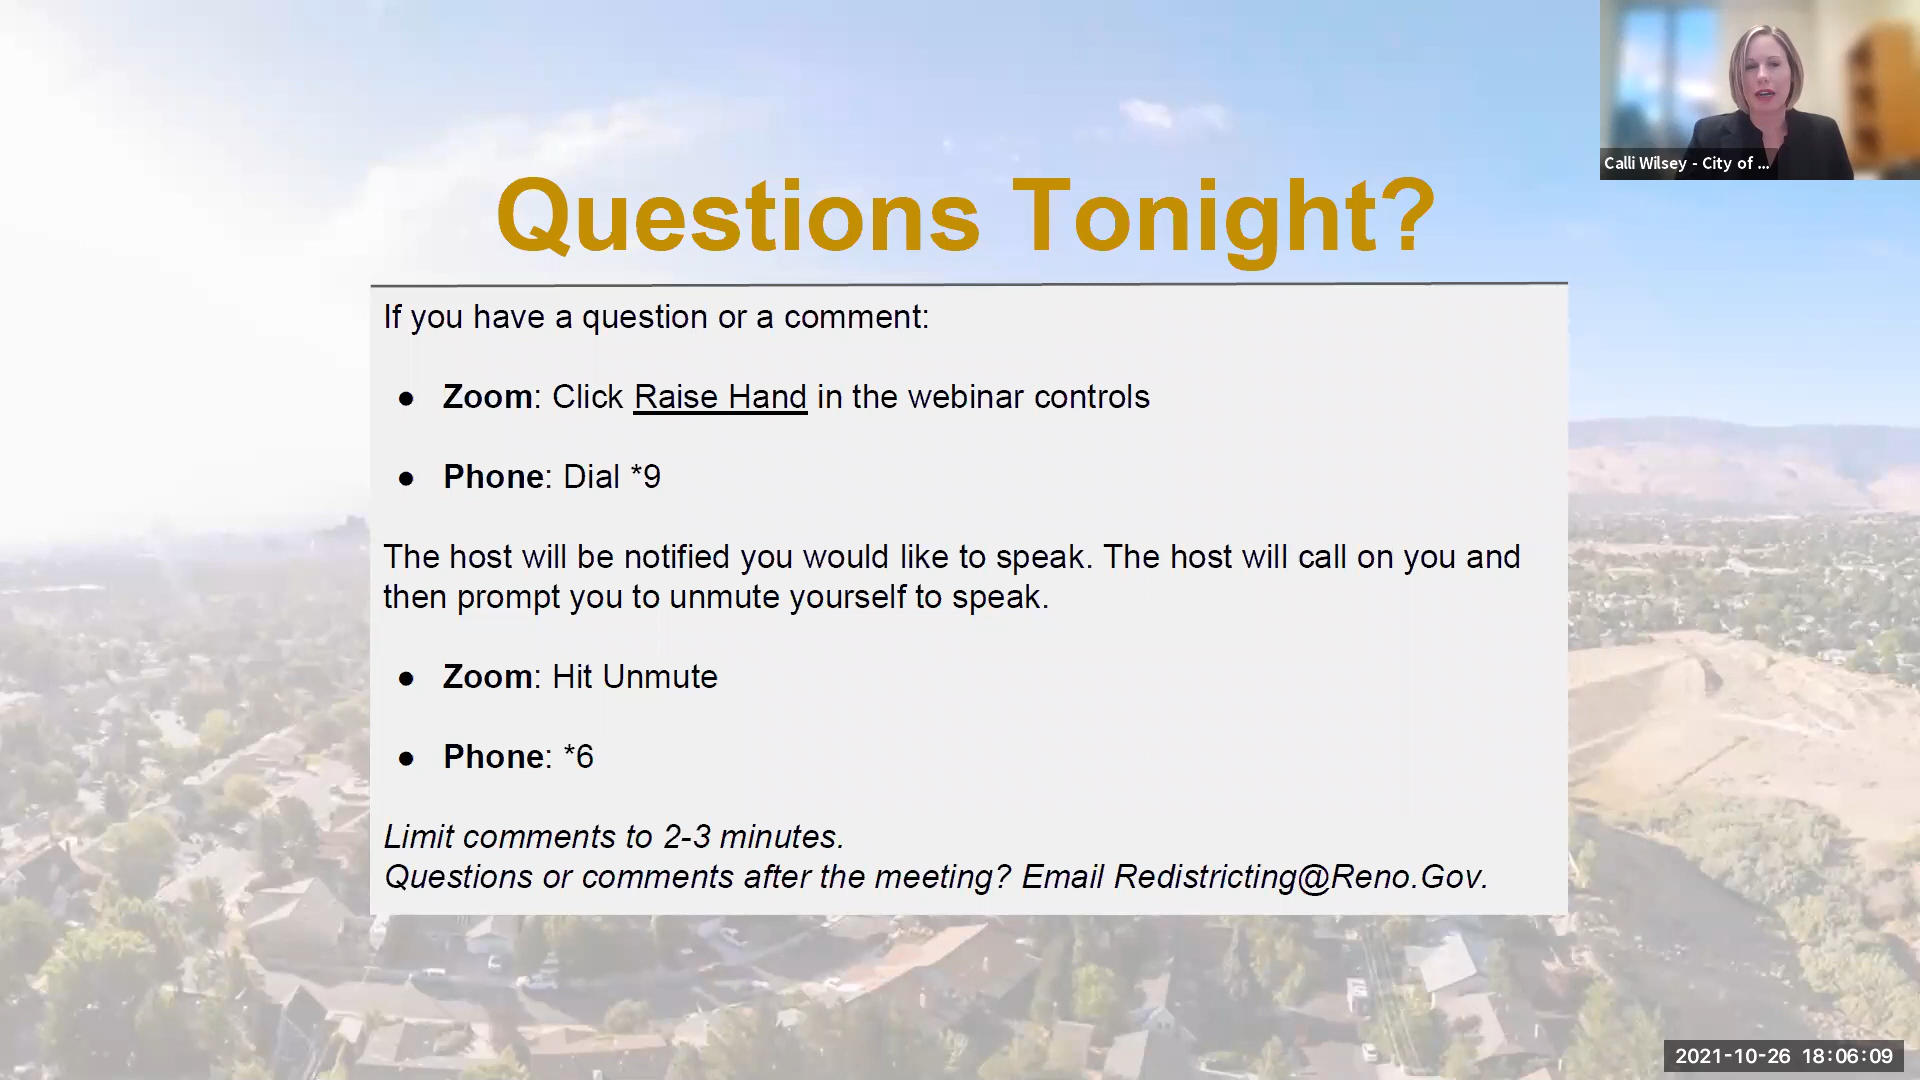 Calli Wilsey - City of ...
Questions Tonight?
If you have a question or a comment:
● Zoom: Click Raise Hand in the webinar controls
● Phone: Dial *9
The host will be notified you would like to speak. The host will call on you and
then prompt you to unmute yourself to speak.
● Zoom: Hit Unmute
● Phone: *6
Limit comments to 2-3 minutes.
Questions or comments after the meeting? Email Redistricting@Reno.Gov.
2021-10-26 18:06:09